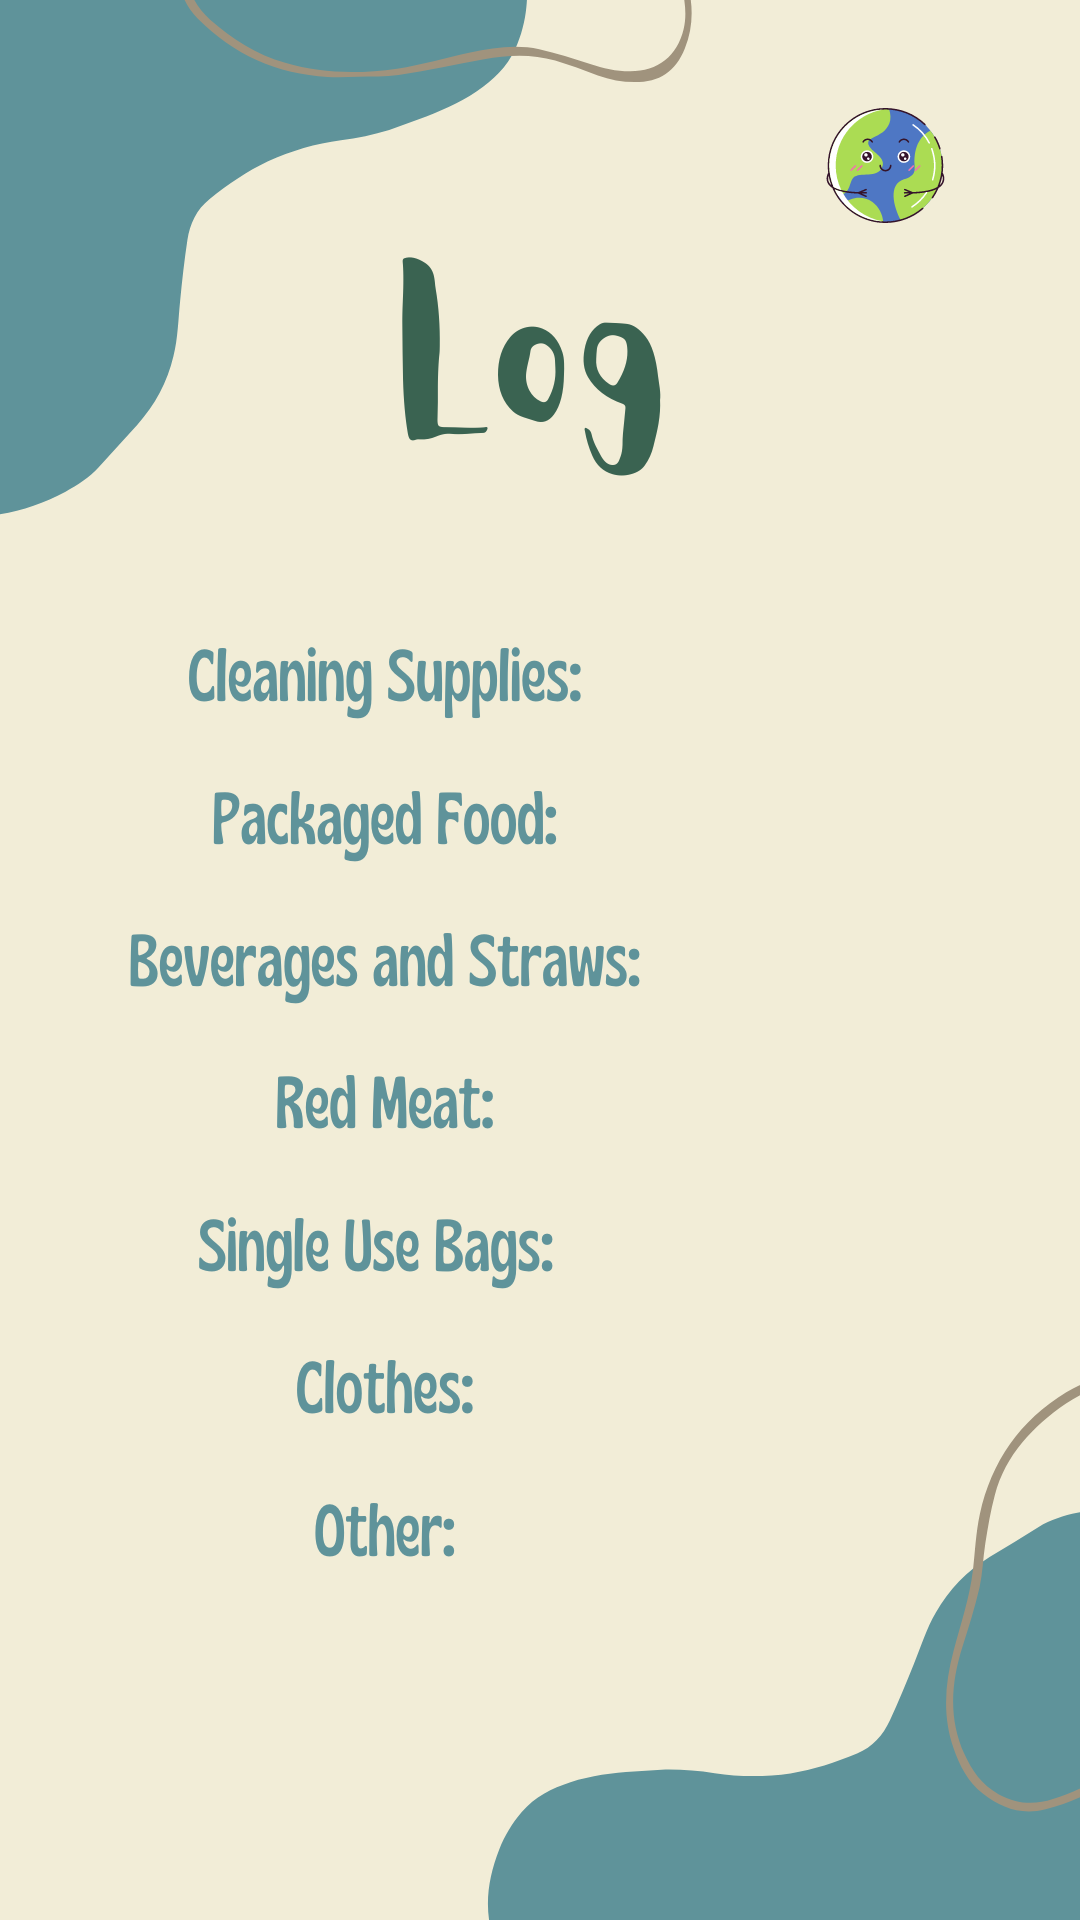 Log
Cleaning Supplies:
Packaged Food:
Beverages and Straws:
Red Meat:
Single Use Bags:
Clothes:
Other: